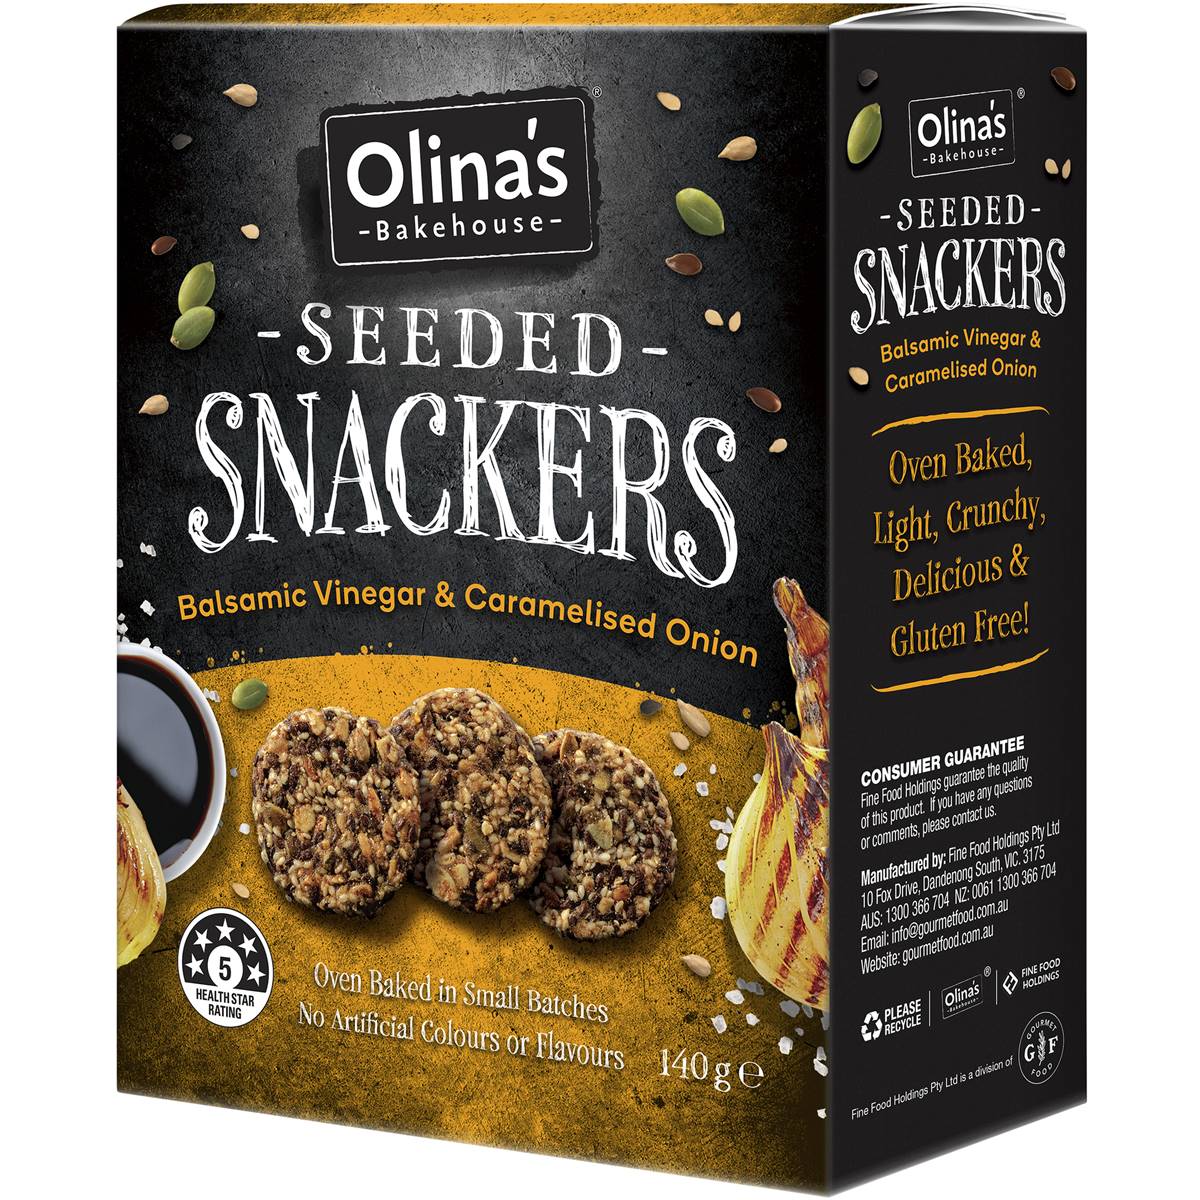 Olina's
-Bakehouse-
®
-SEEDED-
SNACKERS
Balsamic Vinegar & Caramelised Onion
5
HEALTH STAR
RATING
Oven Baked in Small Batches
No Artificial Colours or Flavours
140g℮
Olina's
-Bakehouse-
®
-SEEDED-
SNACKERS
Balsamic Vinegar &
Caramelised Onion
Oven Baked,
Light, Crunchy,
Delicious &
Gluten Free!
CONSUMER GUARANTEE
Fine Food Holdings guarantee the quality
of this product. If you have any questions
or comments, please contact us.
Manufactured by: Fine Food Holdings Pty Ltd
10 Fox Drive, Dandenong South, VIC. 3175
AUS: 1300 366 704 NZ: 0061 1300 366 704
Email: info@gourmetfood.com.au
Website: gourmetfood.com.au
PLEASE
RECYCLE
Olina's
-Bakehouse-
®
FINE FOOD
HOLDINGS
Fine Food Holdings Pty Ltd is a division of
GOURMET
G F
FOOD